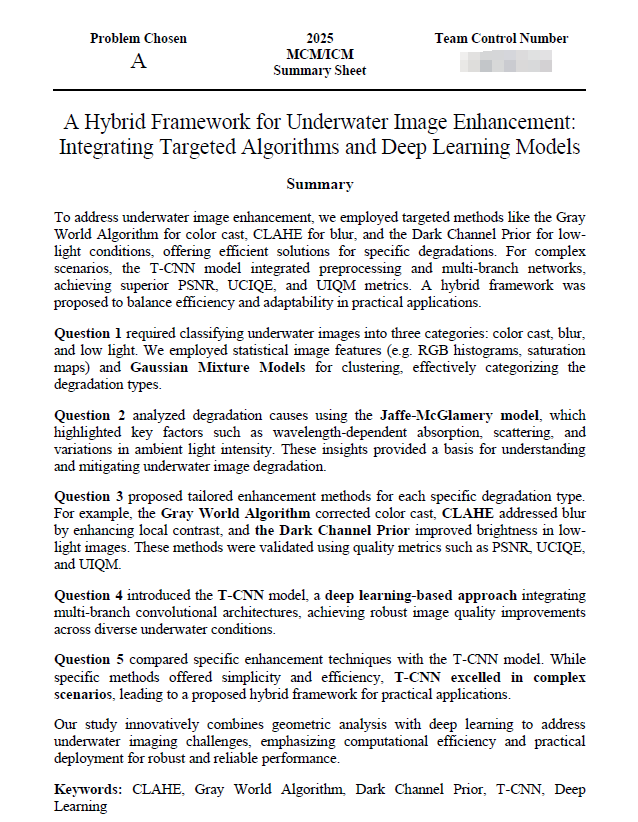 Problem Chosen
A
2025
MCM/ICM
Summary Sheet
Team Control Number
A Hybrid Framework for Underwater Image Enhancement:
Integrating Targeted Algorithms and Deep Learning Models
Summary
To address underwater image enhancement, we employed targeted methods like the Gray
World Algorithm for color cast, CLAHE for blur, and the Dark Channel Prior for low-
light conditions, offering efficient solutions for specific degradations. For complex
scenarios, the T-CNN model integrated preprocessing and multi-branch networks,
achieving superior PSNR, UCIQE, and UIQM metrics. A hybrid framework was
proposed to balance efficiency and adaptability in practical applications.
Question 1 required classifying underwater images into three categories: color cast, blur,
and low light. We employed statistical image features (e.g. RGB histograms, saturation
maps) and Gaussian Mixture Models for clustering, effectively categorizing the
degradation types.
Question 2 analyzed degradation causes using the Jaffe-McGlamery model, which
highlighted key factors such as wavelength-dependent absorption, scattering, and
variations in ambient light intensity. These insights provided a basis for understanding
and mitigating underwater image degradation.
Question 3 proposed tailored enhancement methods for each specific degradation type.
For example, the Gray World Algorithm corrected color cast, CLAHE addressed blur
by enhancing local contrast, and the Dark Channel Prior improved brightness in low-
light images. These methods were validated using quality metrics such as PSNR, UCIQE,
and UIQM.
Question 4 introduced the T-CNN model, a deep learning-based approach integrating
multi-branch convolutional architectures, achieving robust image quality improvements
across diverse underwater conditions.
Question 5 compared specific enhancement techniques with the T-CNN model. While
specific methods offered simplicity and efficiency, T-CNN excelled in complex
scenarios, leading to a proposed hybrid framework for practical applications.
Our study innovatively combines geometric analysis with deep learning to address
underwater imaging challenges, emphasizing computational efficiency and practical
deployment for robust and reliable performance.
Keywords: CLAHE, Gray World Algorithm, Dark Channel Prior, T-CNN, Deep
Learning